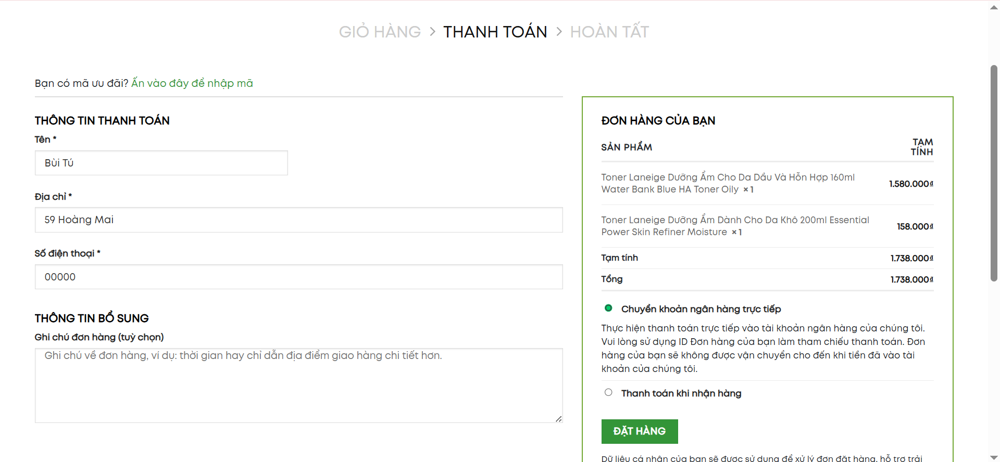 GIỎ HÀNG > THANH TOÁN > HOÀN TẤT
Bạn có mã ưu đãi? Ấn vào đây để nhập mã
THÔNG TIN THANH TOÁN
Tên *
Bùi Tú
Địa chỉ *
59 Hoàng Mai
Số điện thoại *
00000
THÔNG TIN BỔ SUNG
Ghi chú đơn hàng (tuỳ chọn)
Ghi chú về đơn hàng, ví dụ: thời gian hay chỉ dẫn địa điểm giao hàng chi tiết hơn.
ĐƠN HÀNG CỦA BẠN
SẢN PHẨM
TẠM
TÍNH
Toner Laneige Dưỡng Ẩm Cho Da Dầu Và Hỗn Hợp 160ml
Water Bank Blue HA Toner Oily × 1
1.580.000₫
Toner Laneige Dưỡng Ẩm Dành Cho Da Khô 200ml Essential
Power Skin Refiner Moisture × 1
158.000₫
Tạm tính 1.738.000₫
Tổng 1.738.000₫
Chuyển khoản ngân hàng trực tiếp
Thực hiện thanh toán trực tiếp vào tài khoản ngân hàng của chúng tôi.
Vui lòng sử dụng ID Đơn hàng của bạn làm tham chiếu thanh toán. Đơn
hàng của bạn sẽ không được vận chuyển cho đến khi tiền đã vào tài
khoản của chúng tôi.
Thanh toán khi nhận hàng
ĐẶT HÀNG
Dữ liệu cá nhân của bạn sẽ được sử dụng để xử lý đơn đặt hàng, hỗ trợ trải